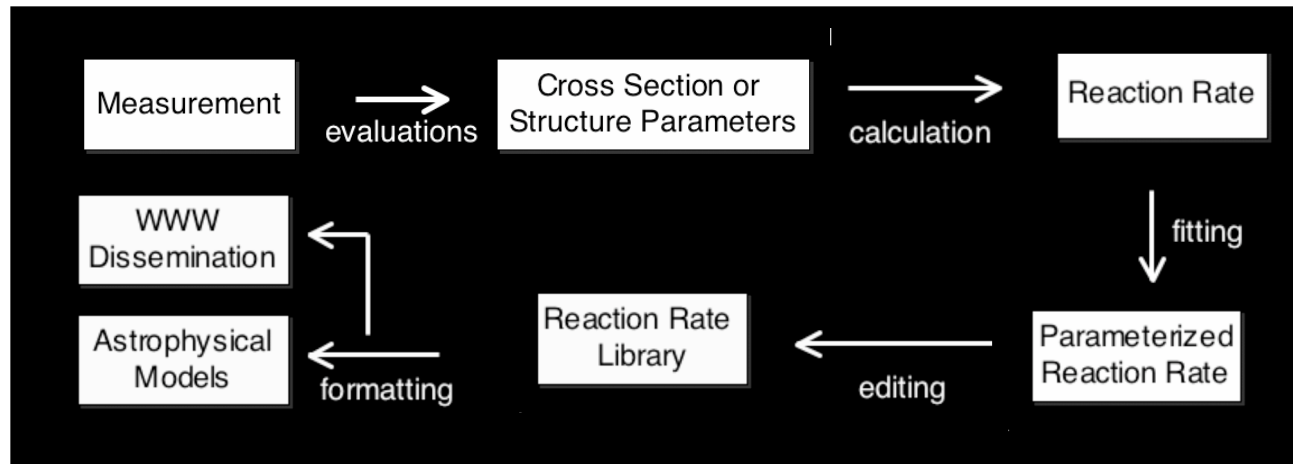 Measurement
evaluations
Cross Section or
Structure Parameters
calculation
Reaction Rate
fitting
Parameterized
Reaction Rate
editing
Reaction Rate
Library
formatting
WWW
Dissemination
Astrophysical
Models